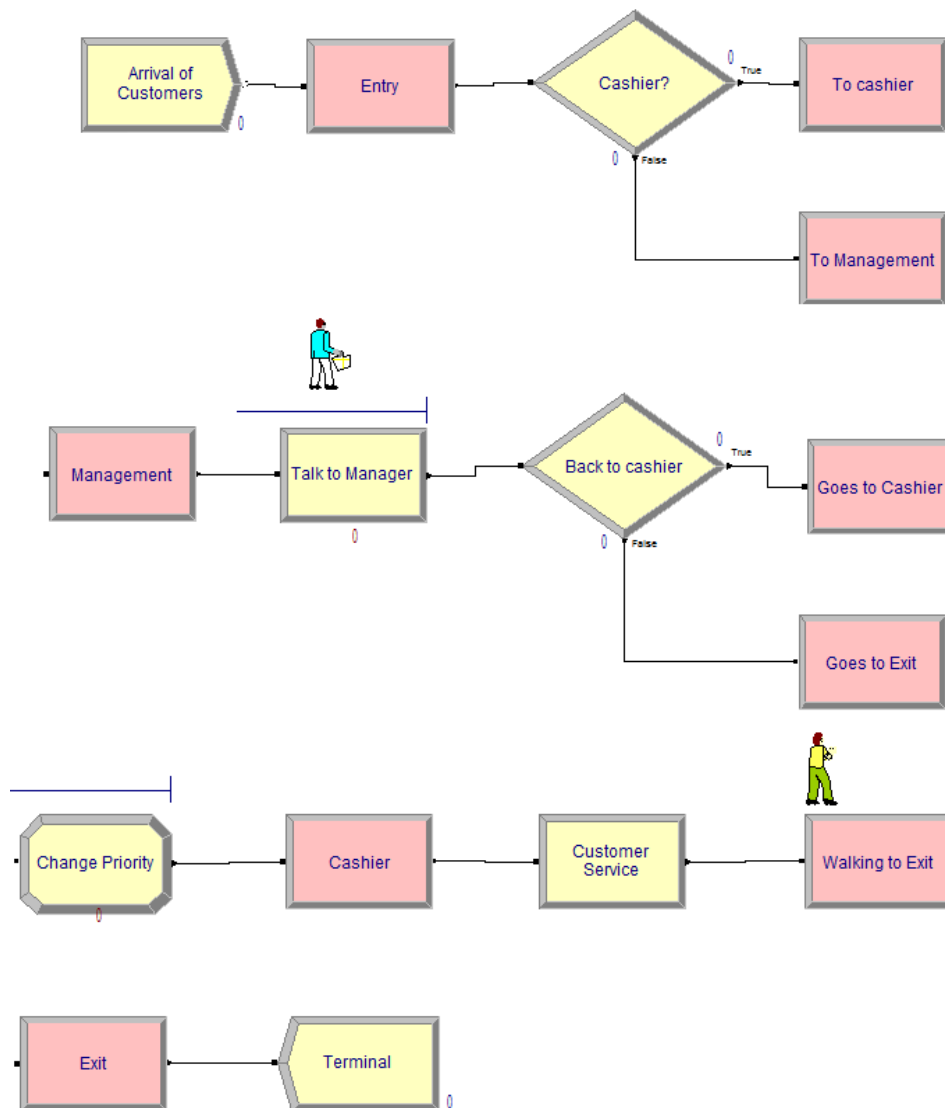 Arrival of
Customers
0
Entry
Cashier?
0
True
0
False
To cashier
To Management
Management
Talk to Manager
0
Back to cashier
0
True
0
False
Goes to Cashier
Goes to Exit
Change Priority
0
Cashier
Customer
Service
Walking to Exit
Exit
Terminal
0